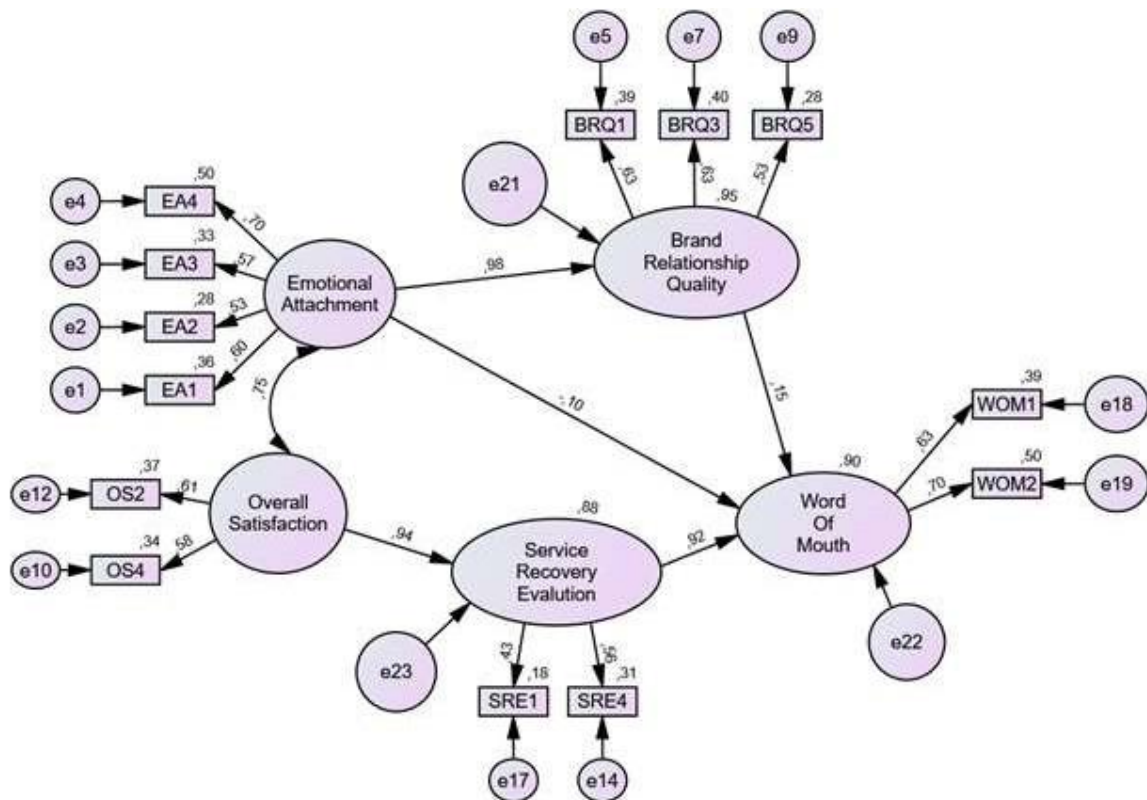 e5
e7
e9
,39
,40
,28
BRQ1
BRQ3
BRQ5
,63
,63
,53
e21
,95
Brand
Relationship
Quality
,50
e4
EA4
,70
,33
e3
EA3
,57
,28
e2
EA2
,53
,36
e1
EA1
,60
Emotional
Attachment
,98
,75
-,10
,15
,39
WOM1
e18
,63
,50
WOM2
e19
,70
,90
Word
Of
Mouth
e22
,37
e12
OS2
,61
,34
e10
OS4
,58
Overall
Satisfaction
,94
,88
Service
Recovery
Evalution
,92
e23
,43
,56
,18
,31
SRE1
SRE4
e17
e14